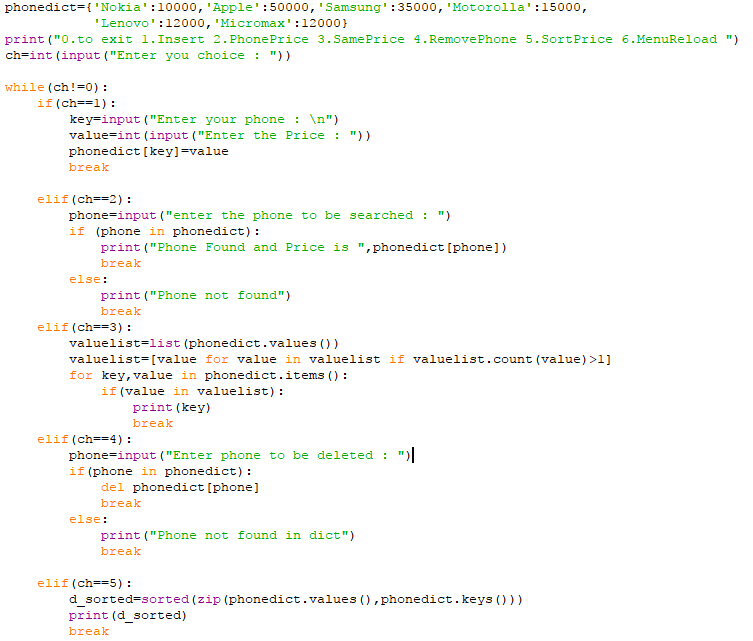 phonedict={'Nokia':10000,'Apple':50000,'Samsung':35000,'Motorolla':15000,
           'Lenovo':12000,'Micromax':12000}
print("0.to exit 1.Insert 2.PhonePrice 3.SamePrice 4.RemovePhone 5.SortPrice 6.MenuReload ")
ch=int(input("Enter you choice : "))

while(ch!=0):
    if(ch==1):
        key=input("Enter your phone : \n")
        value=int(input("Enter the Price : "))
        phonedict[key]=value
        break

    elif(ch==2):
        phone=input("enter the phone to be searched : ")
        if (phone in phonedict):
            print("Phone Found and Price is ",phonedict[phone])
            break
        else:
            print("Phone not found")
            break
    elif(ch==3):
        valuelist=list(phonedict.values())
        valuelist=[value for value in valuelist if valuelist.count(value)>1]
        for key,value in phonedict.items():
            if(value in valuelist):
                print(key)
                break
    elif(ch==4):
        phone=input("Enter phone to be deleted : ")
        if(phone in phonedict):
            del phonedict[phone]
            break
        else:
            print("Phone not found in dict")
            break

    elif(ch==5):
        d_sorted=sorted(zip(phonedict.values(),phonedict.keys()))
        print(d_sorted)
        break